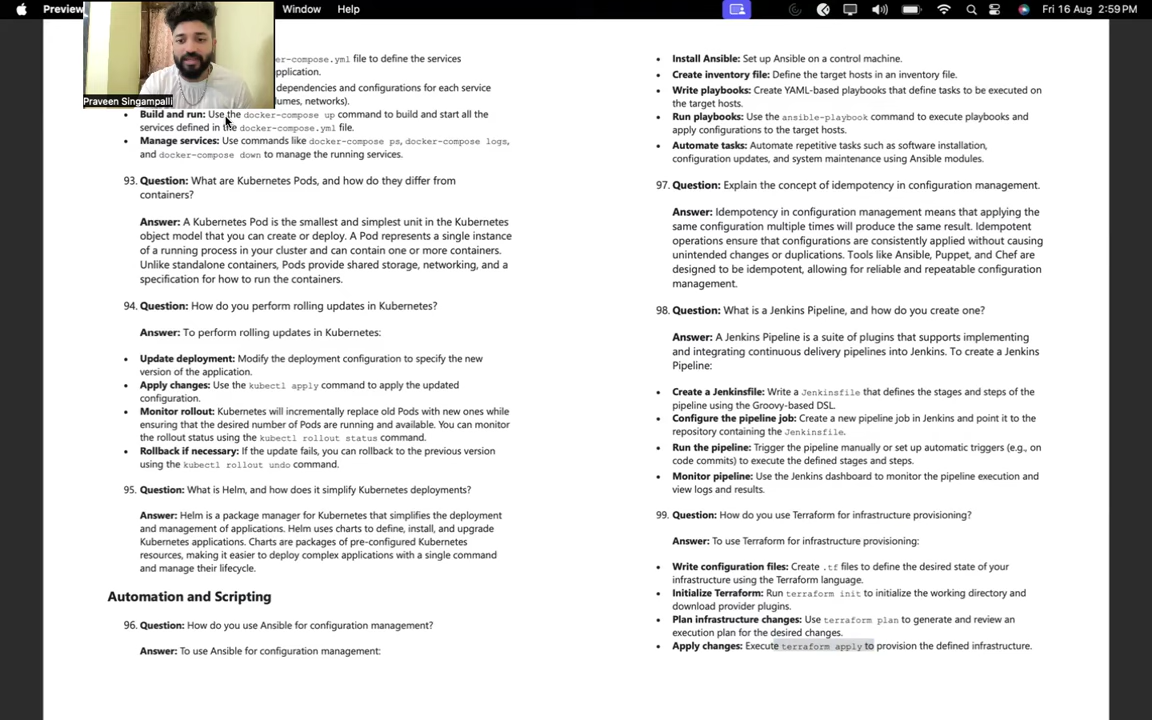 Preview
Window
Help
Fri 16 Aug 2:59 PM
Praveen Singampalli
er-compose.yml file to define the services
pplication.
dependencies and configurations for each service
lumes, networks).
• Build and run: Use the docker-compose up command to build and start all the
services defined in the docker-compose.yml file.
• Manage services: Use commands like docker-compose ps, docker-compose logs,
and docker-compose down to manage the running services.
93. Question: What are Kubernetes Pods, and how do they differ from
containers?
Answer: A Kubernetes Pod is the smallest and simplest unit in the Kubernetes
object model that you can create or deploy. A Pod represents a single instance
of a running process in your cluster and can contain one or more containers.
Unlike standalone containers, Pods provide shared storage, networking, and a
specification for how to run the containers.
94. Question: How do you perform rolling updates in Kubernetes?
Answer: To perform rolling updates in Kubernetes:
• Update deployment: Modify the deployment configuration to specify the new
version of the application.
• Apply changes: Use the kubectl apply command to apply the updated
configuration.
• Monitor rollout: Kubernetes will incrementally replace old Pods with new ones while
ensuring that the desired number of Pods are running and available. You can monitor
the rollout status using the kubectl rollout status command.
• Rollback if necessary: If the update fails, you can rollback to the previous version
using the kubectl rollout undo command.
95. Question: What is Helm, and how does it simplify Kubernetes deployments?
Answer: Helm is a package manager for Kubernetes that simplifies the deployment
and management of applications. Helm uses charts to define, install, and upgrade
Kubernetes applications. Charts are packages of pre-configured Kubernetes
resources, making it easier to deploy complex applications with a single command
and manage their lifecycle.
Automation and Scripting
96. Question: How do you use Ansible for configuration management?
Answer: To use Ansible for configuration management:
• Install Ansible: Set up Ansible on a control machine.
• Create inventory file: Define the target hosts in an inventory file.
• Write playbooks: Create YAML-based playbooks that define tasks to be executed on
the target hosts.
• Run playbooks: Use the ansible-playbook command to execute playbooks and
apply configurations to the target hosts.
• Automate tasks: Automate repetitive tasks such as software installation,
configuration updates, and system maintenance using Ansible modules.
97. Question: Explain the concept of idempotency in configuration management.
Answer: Idempotency in configuration management means that applying the
same configuration multiple times will produce the same result. Idempotent
operations ensure that configurations are consistently applied without causing
unintended changes or duplications. Tools like Ansible, Puppet, and Chef are
designed to be idempotent, allowing for reliable and repeatable configuration
management.
98. Question: What is a Jenkins Pipeline, and how do you create one?
Answer: A Jenkins Pipeline is a suite of plugins that supports implementing
and integrating continuous delivery pipelines into Jenkins. To create a Jenkins
Pipeline:
• Create a Jenkinsfile: Write a Jenkinsfile that defines the stages and steps of the
pipeline using the Groovy-based DSL.
• Configure the pipeline job: Create a new pipeline job in Jenkins and point it to the
repository containing the Jenkinsfile.
• Run the pipeline: Trigger the pipeline manually or set up automatic triggers (e.g., on
code commits) to execute the defined stages and steps.
• Monitor pipeline: Use the Jenkins dashboard to monitor the pipeline execution and
view logs and results.
99. Question: How do you use Terraform for infrastructure provisioning?
Answer: To use Terraform for infrastructure provisioning:
• Write configuration files: Create .tf files to define the desired state of your
infrastructure using the Terraform language.
• Initialize Terraform: Run terraform init to initialize the working directory and
download provider plugins.
• Plan infrastructure changes: Use terraform plan to generate and review an
execution plan for the desired changes.
• Apply changes: Execute terraform apply to provision the defined infrastructure.